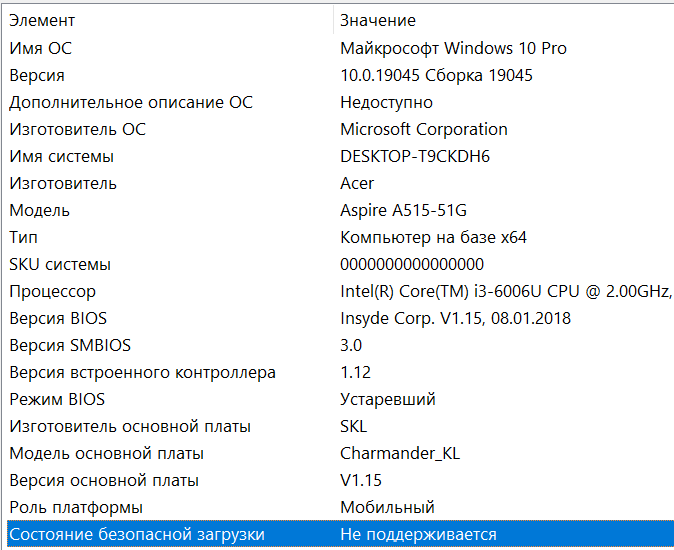 Элемент Значение
Имя ОС Майкрософт Windows 10 Pro
Версия 10.0.19045 Сборка 19045
Дополнительное описание ОС Недоступно
Изготовитель ОС Microsoft Corporation
Имя системы DESKTOP-T9CKDH6
Изготовитель Acer
Модель Aspire A515-51G
Тип Компьютер на базе x64
SKU системы 0000000000000000
Процессор Intel(R) Core(TM) i3-6006U CPU @ 2.00GHz,
Версия BIOS Insyde Corp. V1.15, 08.01.2018
Версия SMBIOS 3.0
Версия встроенного контроллера 1.12
Режим BIOS Устаревший
Изготовитель основной платы SKL
Модель основной платы Charmander_KL
Версия основной платы V1.15
Роль платформы Мобильный
Состояние безопасной загрузки Не поддерживается